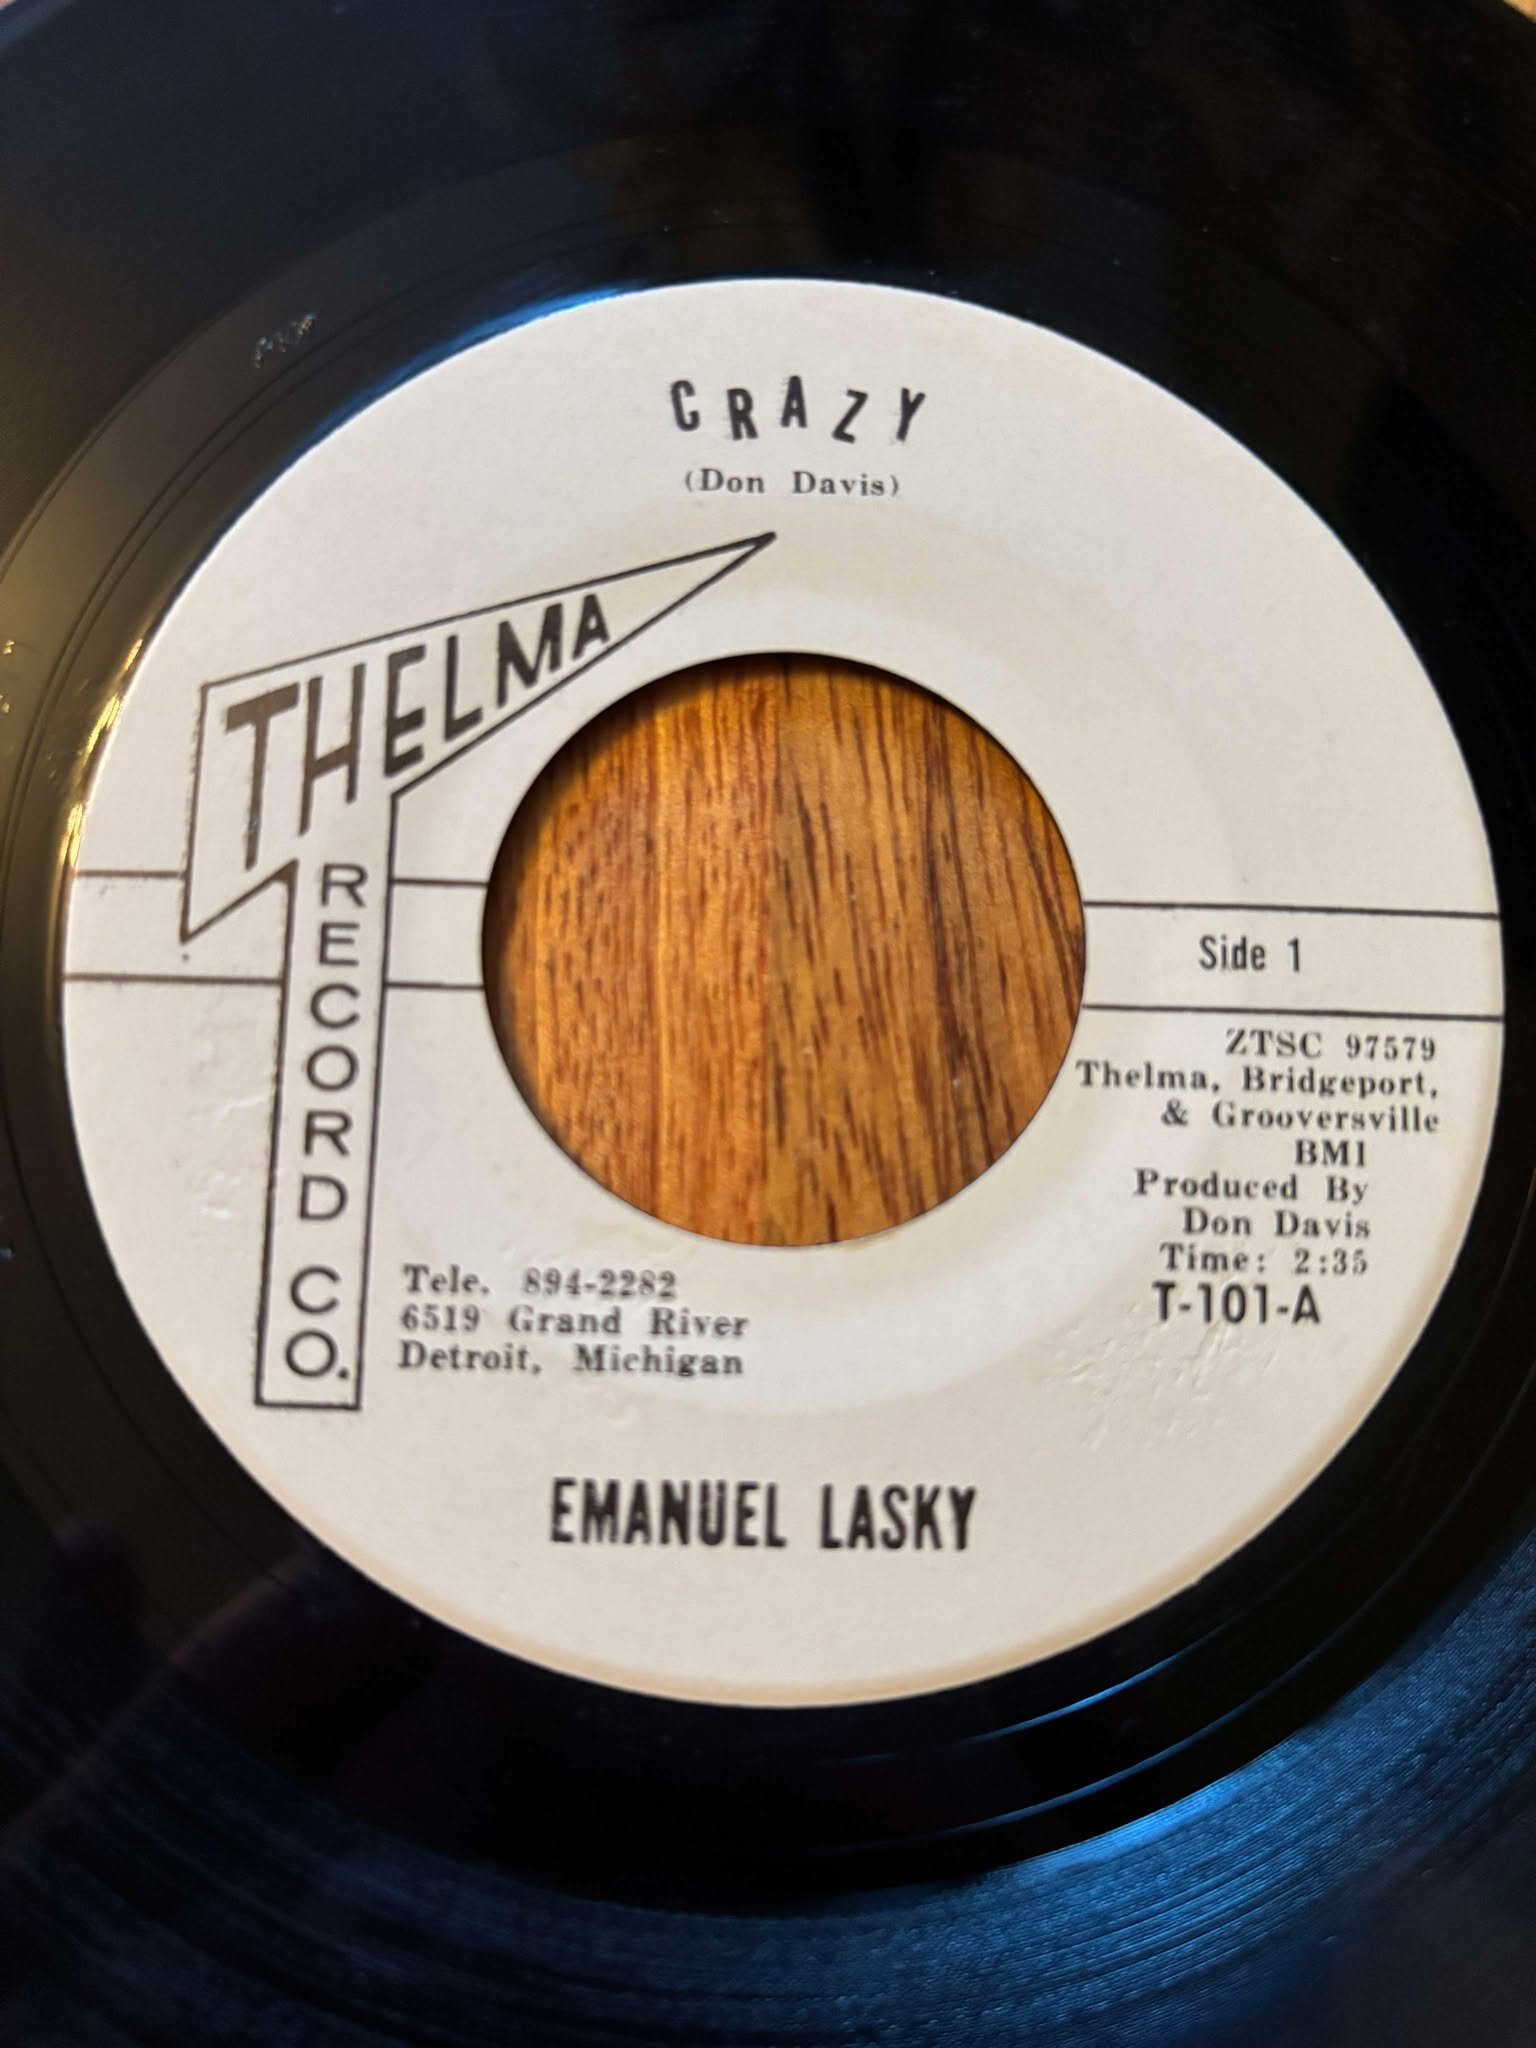 CRAZY
(Don Davis)
THELMA
RECORD CO.
Side 1
ZTSC 97579
Thelma, Bridgeport,
& Grooversville
BMI
Produced By
Don Davis
Time: 2:35
T-101-A
Tele. 894-2282
6519 Grand River
Detroit, Michigan
EMANUEL LASKY